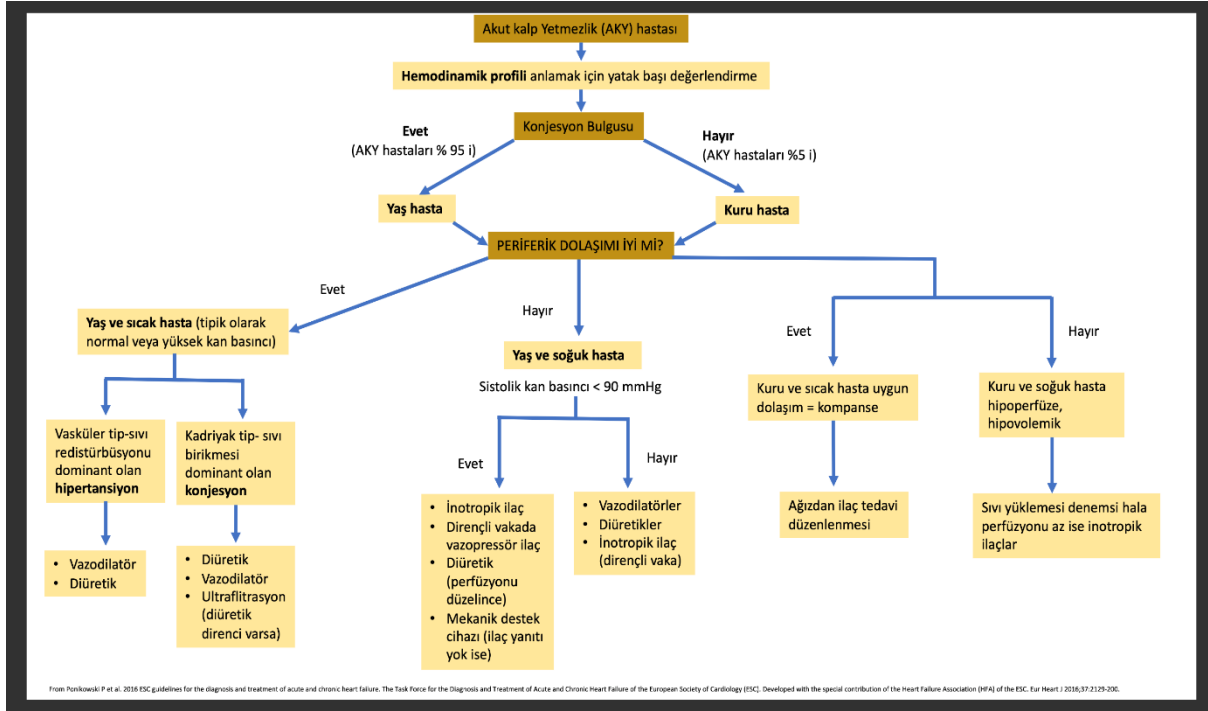 Akut kalp Yetmezlik (AKY) hastası
Hemodinamik profili anlamak için yatak başı değerlendirme
Konjesyon Bulgusu
Evet
(AKY hastaları % 95 i)
Hayır
(AKY hastaları %5 i)
Yaş hasta
Kuru hasta
PERİFERİK DOLAŞIMI İYİ Mİ?
Evet
Hayır
Evet
Hayır
Yaş ve sıcak hasta (tipik olarak
normal veya yüksek kan basıncı)
Yaş ve soğuk hasta
Sistolik kan basıncı < 90 mmHg
Kuru ve sıcak hasta uygun
dolaşım = kompanse
Kuru ve soğuk hasta
hipoperfüze,
hipovolemik
Vasküler tip-sıvı
redistürbüsyonu
dominant olan
hipertansiyon
Kadriyak tip- sıvı
birikmesi
dominant olan
konjesyon
Evet
Hayır
• Vazodilatör
• Diüretik
• Diüretik
• Vazodilatör
• Ultraflitrasyon
(diüretik
direnci varsa)
• İnotropik ilaç
• Dirençli vakada
vazopressör ilaç
• Diüretik
(perfüzyonu
düzelince)
• Mekanik destek
cihazı (ilaç yanıtı
yok ise)
• Vazodilatörler
• Diüretikler
• İnotropik ilaç
(dirençli vaka)
Ağızdan ilaç tedavi
düzenlenmesi
Sıvı yüklemesi denemsi hala
perfüzyonu az ise inotropik
ilaçlar
From Ponikowski P et al. 2016 ESC guidelines for the diagnosis and treatment of acute and chronic heart failure. The Task Force for the Diagnosis and Treatment of Acute and Chronic Heart Failure of the European Society of Cardiology (ESC). Developed with the special contribution of the Heart Failure Association (HFA) of the ESC. Eur Heart J 2016;37:2129-200.